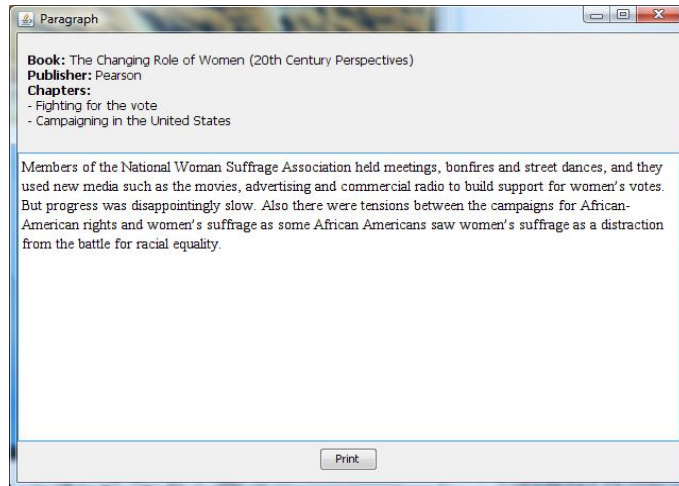 Paragraph
Book: The Changing Role of Women (20th Century Perspectives)
Publisher: Pearson
Chapters:
- Fighting for the vote
- Campaigning in the United States
Members of the National Woman Suffrage Association held meetings, bonfires and street dances, and they
used new media such as the movies, advertising and commercial radio to build support for women's votes.
But progress was disappointingly slow. Also there were tensions between the campaigns for African-
American rights and women's suffrage as some African Americans saw women's suffrage as a distraction
from the battle for racial equality.
Print